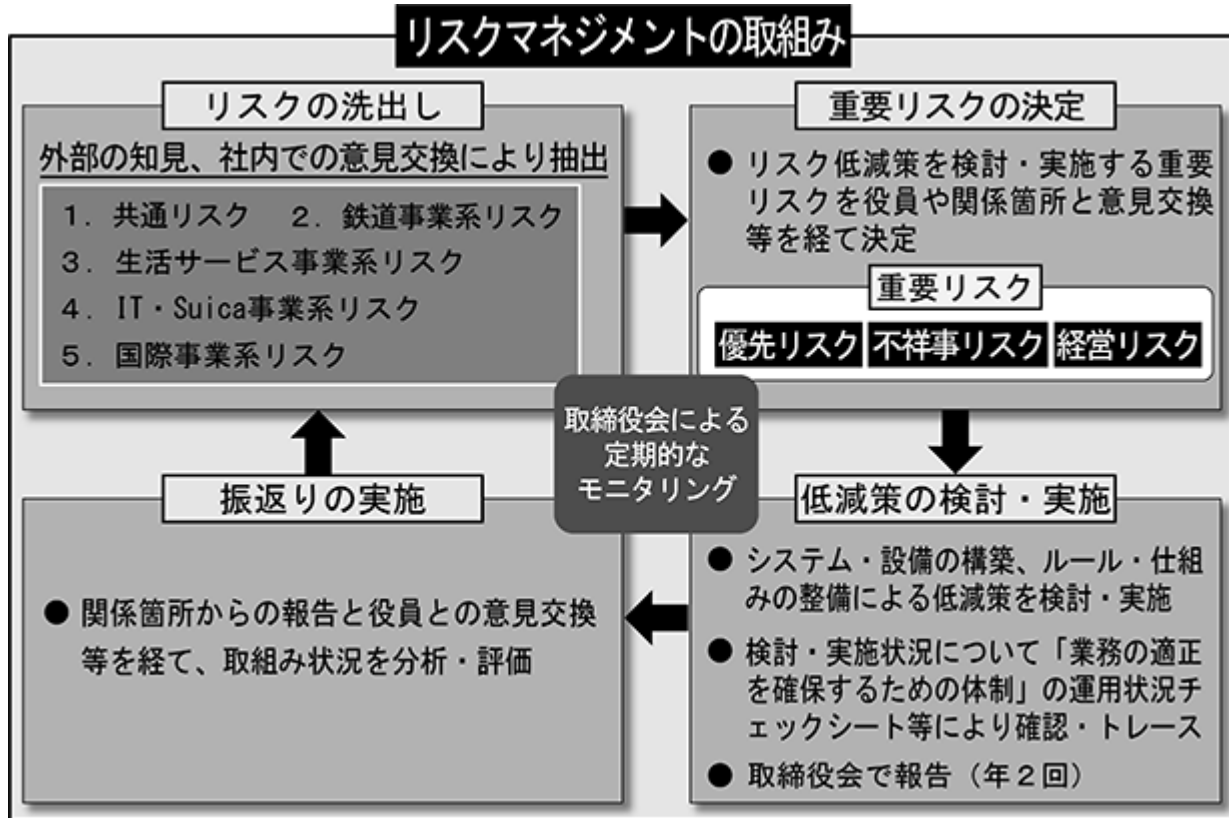 リスクマネジメントの取組み
リスクの洗出し
外部の知見、社内での意見交換により抽出
1. 共通リスク 2. 鉄道事業系リスク
3. 生活サービス事業系リスク
4. IT・Suica事業系リスク
5. 国際事業系リスク
重要リスクの決定
● リスク低減策を検討・実施する重要
リスクを役員や関係箇所と意見交換
等を経て決定
重要リスク
優先リスク 不祥事リスク 経営リスク
取締役会による
定期的な
モニタリング
低減策の検討・実施
● システム・設備の構築、ルール・仕組
みの整備による低減策を検討・実施
● 検討・実施状況について「業務の適正
を確保するための体制」の運用状況チ
ェックシート等により確認・トレース
● 取締役会で報告（年２回）
振返りの実施
● 関係箇所からの報告と役員との意見交換
等を経て、取組み状況を分析・評価